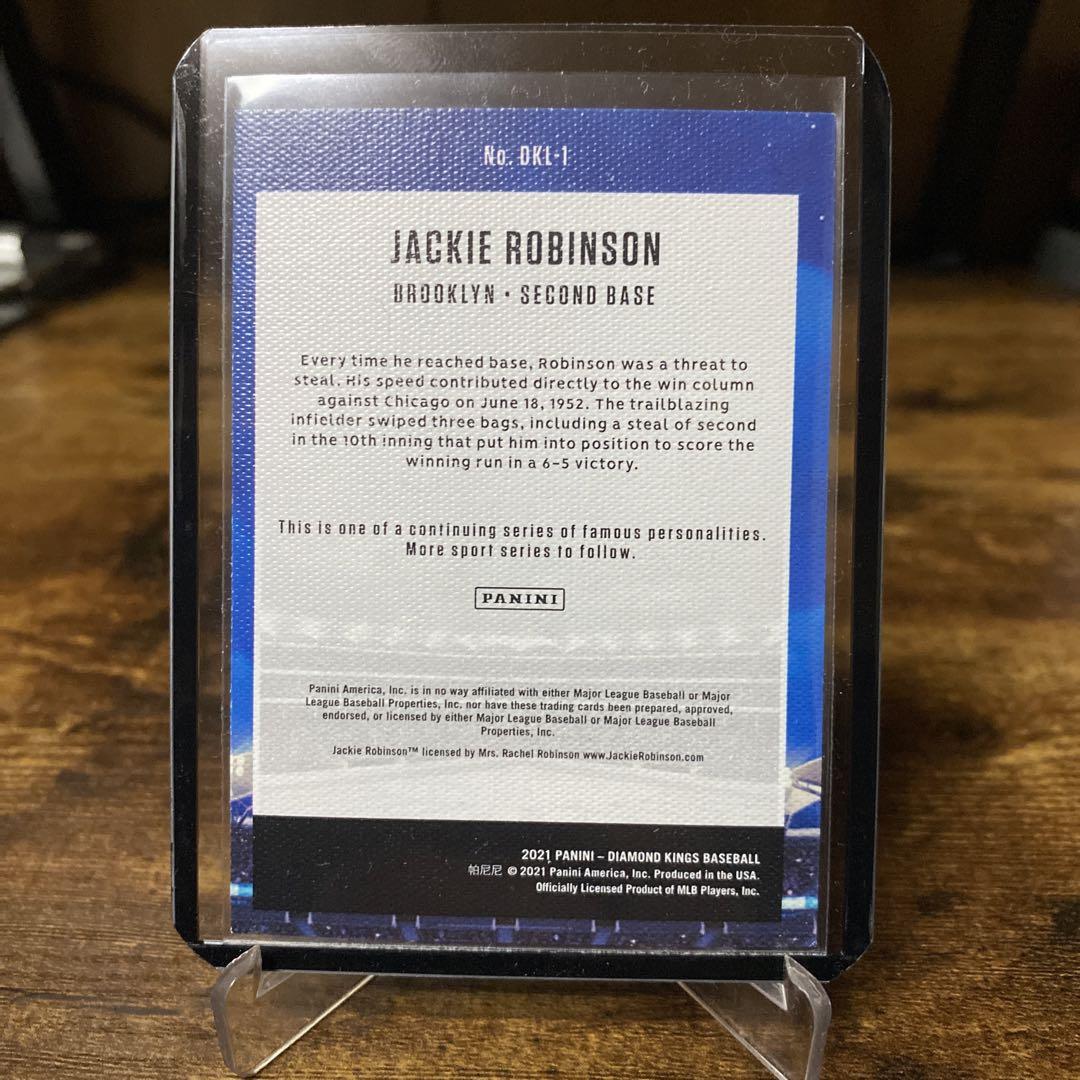 No. DKL-1
JACKIE ROBINSON
BROOKLYN • SECOND BASE
Every time he reached base, Robinson was a threat to
steal. His speed contributed directly to the win column
against Chicago on June 18, 1952. The trailblazing
infielder swiped three bags, including a steal of second
in the 10th inning that put him into position to score the
winning run in a 6-5 victory.
This is one of a continuing series of famous personalities.
More sport series to follow.
PANINI
Panini America, Inc. is in no way affiliated with either Major League Baseball or Major
League Baseball Properties, Inc. nor have these trading cards been prepared, approved,
endorsed, or licensed by either Major League Baseball or Major League Baseball
Properties, Inc.
Jackie Robinson™ licensed by Mrs. Rachel Robinson www.JackieRobinson.com
2021 PANINI – DIAMOND KINGS BASEBALL
帕尼尼 © 2021 Panini America, Inc. Produced in the USA.
Officially Licensed Product of MLB Players, Inc.